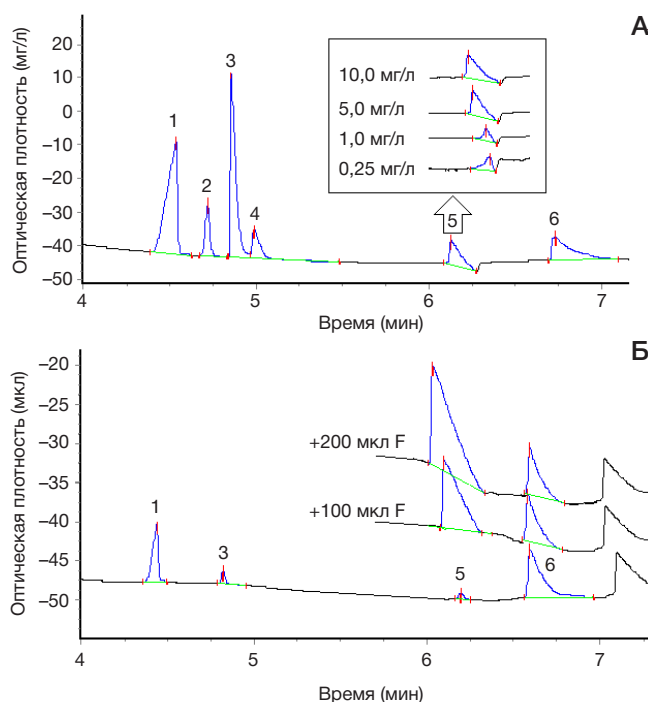 А
Оптическая плотность (мг/л)
20
10
0
–10
–20
–30
–40
–50
1
2
3
4
5
6
10,0 мг/л
5,0 мг/л
1,0 мг/л
0,25 мг/л
4
5
6
7
Время (мин)
Б
Оптическая плотность (мкл)
–20
–25
–30
–35
–40
–45
–50
+200 мкл F
+100 мкл F
1
3
5
6
4
5
6
7
Время (мин)